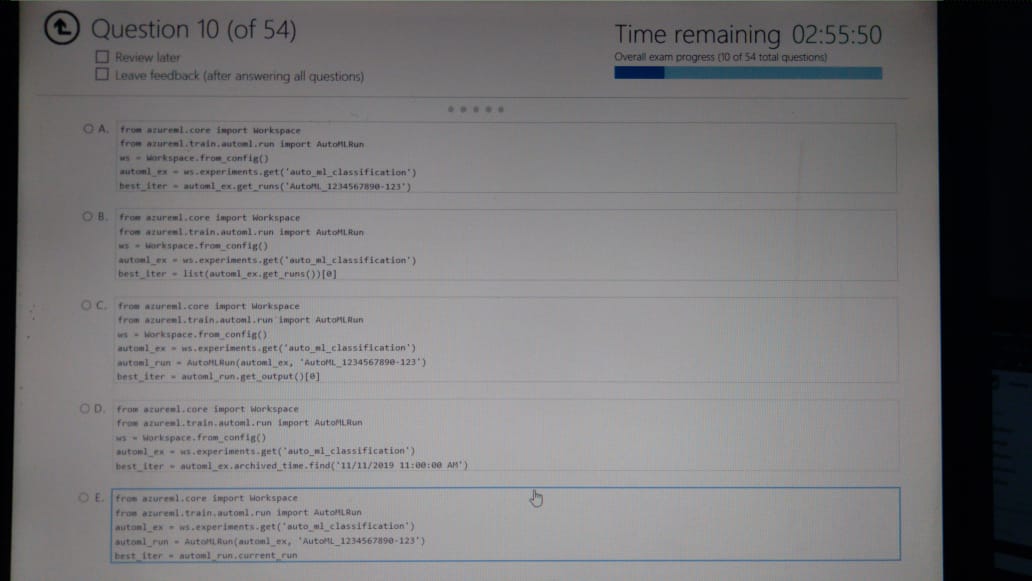 Question 10 (of 54)
Review later
Leave feedback (after answering all questions)
Time remaining 02:55:50
Overall exam progress (10 of 54 total questions)
A.
from azureml.core import Workspace
from azureml.train.automl.run import AutoMLRun
ws = Workspace.from_config()
automl_ex = ws.experiments.get('auto_ml_classification')
best_iter = automl_ex.get_runs('AutoML_1234567890-123')
B.
from azureml.core import Workspace
from azureml.train.automl.run import AutoMLRun
ws = Workspace.from_config()
automl_ex = ws.experiments.get('auto_ml_classification')
best_iter = list(automl_ex.get_runs())[0]
C.
from azureml.core import Workspace
from azureml.train.automl.run import AutoMLRun
ws = Workspace.from_config()
automl_ex = ws.experiments.get('auto_ml_classification')
automl_run = AutoMLRun(automl_ex, 'AutoML_1234567890-123')
best_iter = automl_run.get_output()[0]
D.
from azureml.core import Workspace
from azureml.train.automl.run import AutoMLRun
ws = Workspace.from_config()
automl_ex = ws.experiments.get('auto_ml_classification')
best_iter = automl_ex.archived_time.find('11/11/2019 11:00:00 AM')
E.
from azureml.core import Workspace
from azureml.train.automl.run import AutoMLRun
automl_ex = ws.experiments.get('auto_ml_classification')
automl_run = AutoMLRun(automl_ex, 'AutoML_1234567890-123')
best_iter = automl_run.current_run